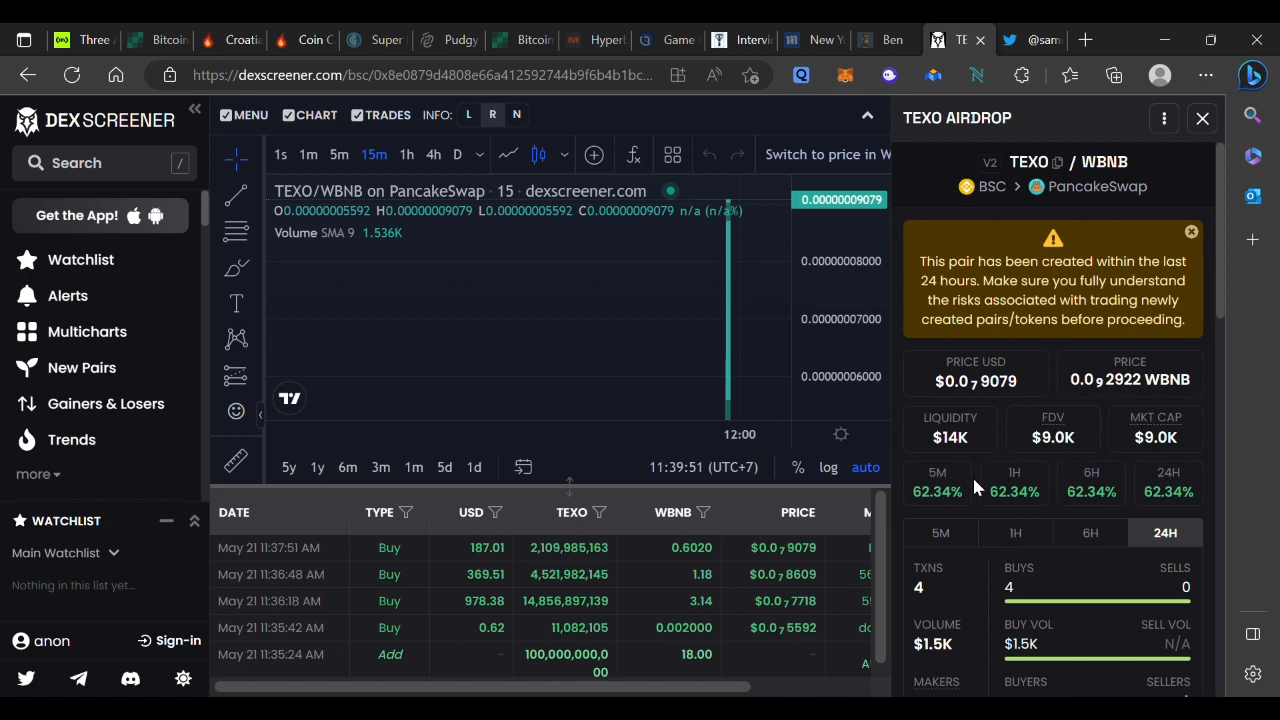 Three
Bitcoin
Croatia
Coin C
Super
Pudgy
Bitcoin
Hyperb
Game
Intervi
New Y
Ben
TE
@sam
https://dexscreener.com/bsc/0x8e0879d4808e66a412592744b9f6b4b1bc...
DEXSCREENER
Search /
Get the App!
Watchlist
Alerts
Multicharts
New Pairs
Gainers & Losers
Trends
more
WATCHLIST
Main Watchlist
Nothing in this list yet...
anon Sign-in
MENU CHART TRADES INFO: L R N
1s 1m 5m 15m 1h 4h D Switch to price in W
TEXO/WBNB on PancakeSwap · 15 · dexscreener.com
O0.00000005592 H0.00000009079 L0.00000005592 C0.00000009079 n/a (n/a%)
Volume SMA 9 1.536K
0.00000009079
0.00000008000
0.00000007000
0.00000006000
12:00
5y 1y 6m 3m 1m 5d 1d 11:39:51 (UTC+7) % log auto
DATE TYPE USD TEXO WBNB PRICE M
May 21 11:37:51 AM Buy 187.01 2,109,985,163 0.6020 $0.0₇9079
May 21 11:36:48 AM Buy 369.51 4,521,982,145 1.18 $0.0₇8609 56
May 21 11:36:18 AM Buy 978.38 14,856,897,139 3.14 $0.0₇7718 55
May 21 11:35:42 AM Buy 0.62 11,082,105 0.002000 $0.0₇5592 dc
May 21 11:35:24 AM Add - 100,000,000,0 18.00 -
00 A
TEXO AIRDROP
V2 TEXO / WBNB
BSC > PancakeSwap
This pair has been created within the last
24 hours. Make sure you fully understand
the risks associated with trading newly
created pairs/tokens before proceeding.
PRICE USD PRICE
$0.0₇9079 0.0₉2922 WBNB
LIQUIDITY FDV MKT CAP
$14K $9.0K $9.0K
5M 1H 6H 24H
62.34% 62.34% 62.34% 62.34%
5M 1H 6H 24H
TXNS BUYS SELLS
4 4 0
VOLUME BUY VOL SELL VOL
$1.5K $1.5K N/A
MAKERS BUYERS SELLERS